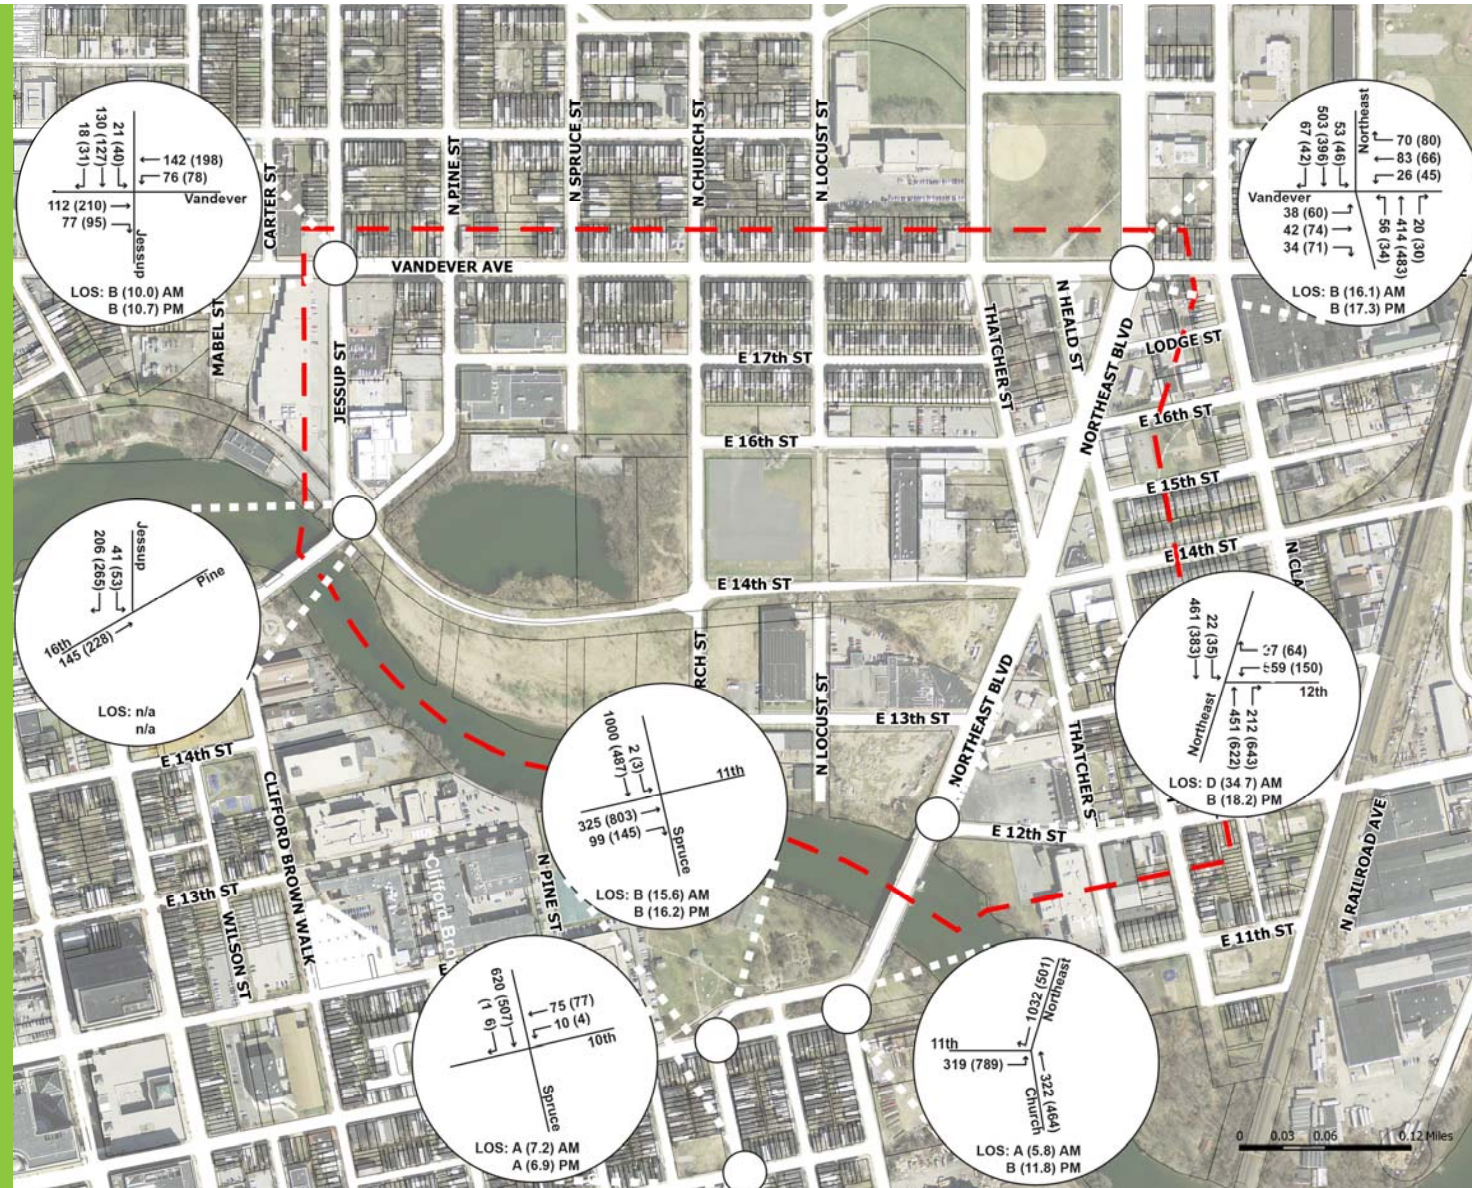 CARTER ST
N PINE ST
N SPRUCE ST
N CHURCH ST
N LOCUST ST
18 (31)
130 (127)
21 (40)
142 (198)
76 (78)
Vandever
112 (210)
77 (95)
Jessup
LOS: B (10.0) AM
B (10.7) PM
67 (42)
503 (396)
53 (46)
Northeast
70 (80)
83 (66)
26 (45)
Vandever
38 (60)
42 (74)
34 (71)
56 (34)
414 (483)
20 (30)
LOS: B (16.1) AM
B (17.3) PM
VANDEVER AVE
MABEL ST
JESSUP ST
E 17th ST
THATCHER ST
N HEALD ST
NORTHEAST BLVD
LODGE ST
E 16th ST
E 16th ST
E 15th ST
E 14th ST
E 14th ST
N CLA
206 (265)
41 (53)
Jessup
Pine
16th
145 (228)
LOS: n/a
n/a
461 (383)
22 (35)
7 (64)
59 (150)
12th
Northeast
451 (622)
212 (643)
LOS: D (34.7) AM
B (18.2) PM
RCH ST
N LOCUST ST
E 13th ST
NORTHEAST BLVD
THATCHER S
E 12th ST
E 11th ST
N RAILROAD AVE
1000 (487)
2 (3)
11th
325 (803)
99 (145)
Spruce
LOS: B (15.6) AM
B (16.2) PM
E 14th ST
CLIFFORD BROWN WALK
E 13th ST
WILSON ST
Clifford Bro
N PINE ST
E
620 (507)
75 (77)
10 (4)
10th
Spruce
LOS: A (7.2) AM
A (6.9) PM
1032 (501)
Northeast
11th
319 (789)
322 (464)
Church
LOS: A (5.8) AM
B (11.8) PM
0 0.03 0.06 0.12 Miles